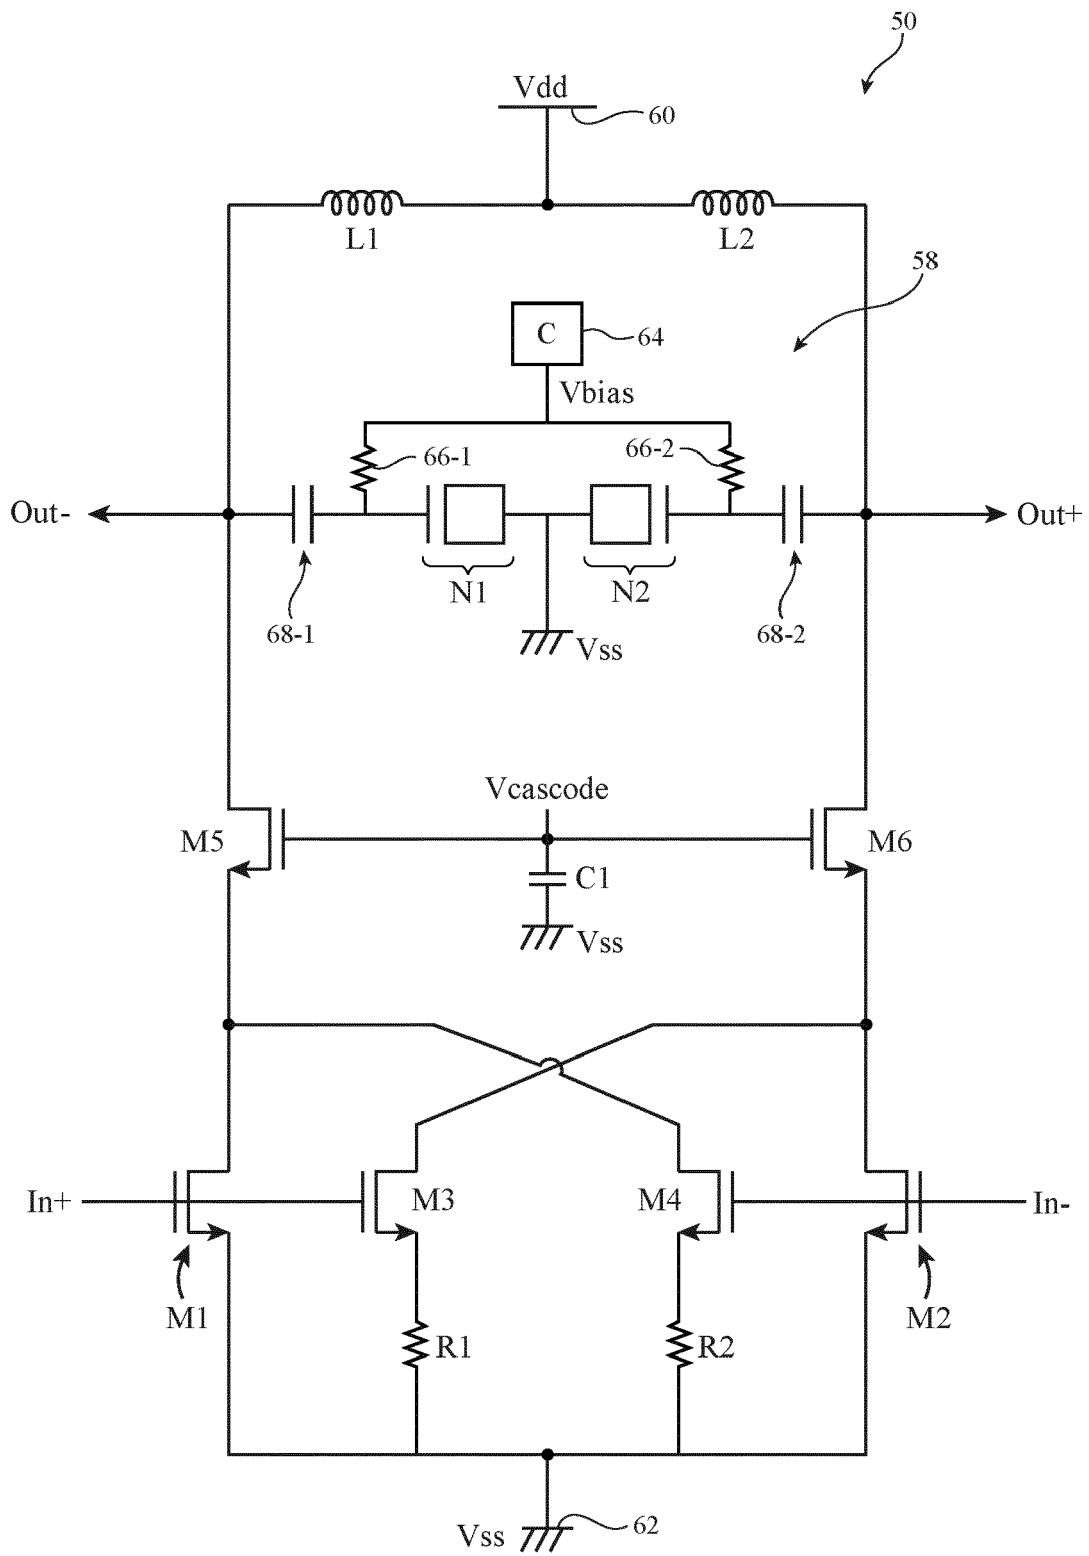 50
Vdd
60
L1
L2
58
C
64
Vbias
66-1
66-2
Out-
Out+
N1
N2
68-1
68-2
Vss
Vcascode
M5
M6
C1
Vss
In+
M3
M4
In-
M1
M2
R1
R2
Vss
62